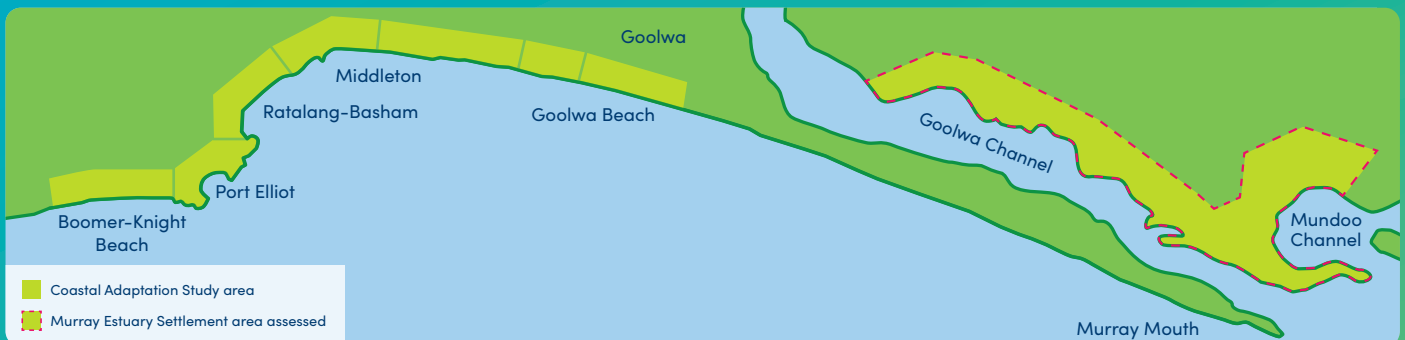 Goolwa
Middleton
Ratalang-Basham
Goolwa Beach
Goolwa Channel
Port Elliot
Boomer-Knight
Beach
Mundoo
Channel
Coastal Adaptation Study area
Murray Estuary Settlement area assessed
Murray Mouth